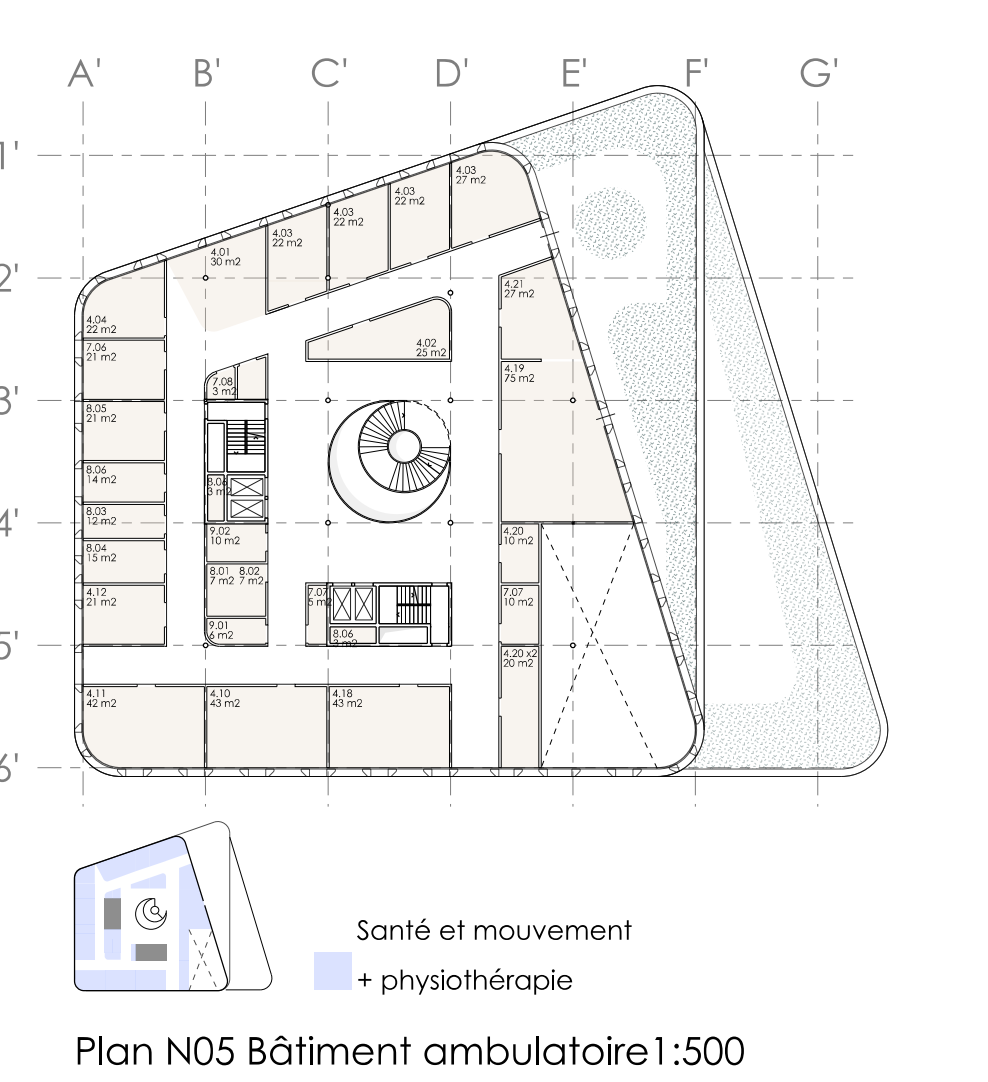 A' B' C' D' E' F' G'
1'
2'
3'
4'
5'
6'
4.03
27 m2
4.03
22 m2
4.03
22 m2
4.03
22 m2
4.01
30 m2
4.21
27 m2
4.04
22 m2
4.02
25 m2
7.06
21 m2
4.19
75 m2
7.08
3 m2
8.05
21 m2
8.06
14 m2
8.06
3 m2
8.03
12 m2
9.02
10 m2
4.20
10 m2
8.04
15 m2
8.01 8.02
7 m2 7 m2
4.12
21 m2
7.07
5 m2
7.07
10 m2
9.01
6 m2
8.06
3 m2
4.20 x2
20 m2
4.11
42 m2
4.10
43 m2
4.18
43 m2
Santé et mouvement
+ physiothérapie
Plan N05 Bâtiment ambulatoire1:500